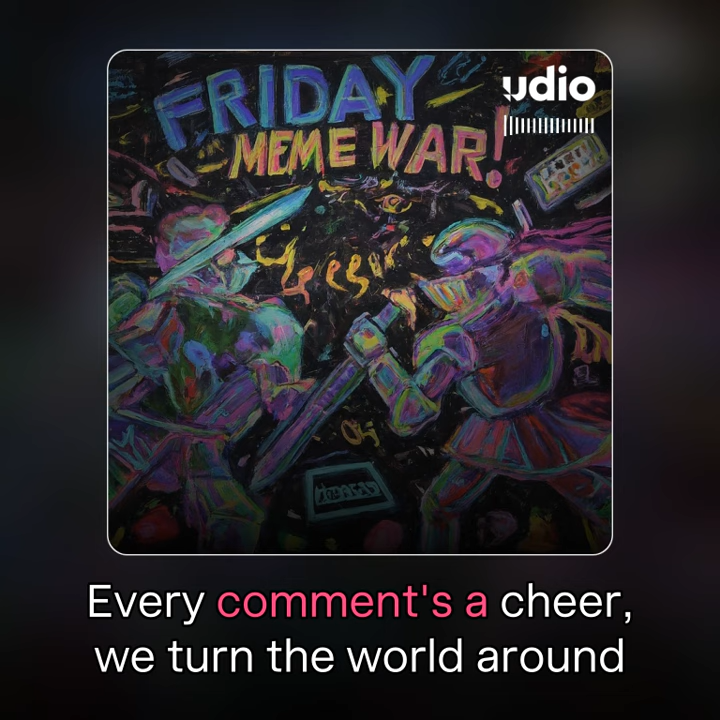 FRIDAY
MEME WAR!
udio
Every comment's a cheer,
we turn the world around